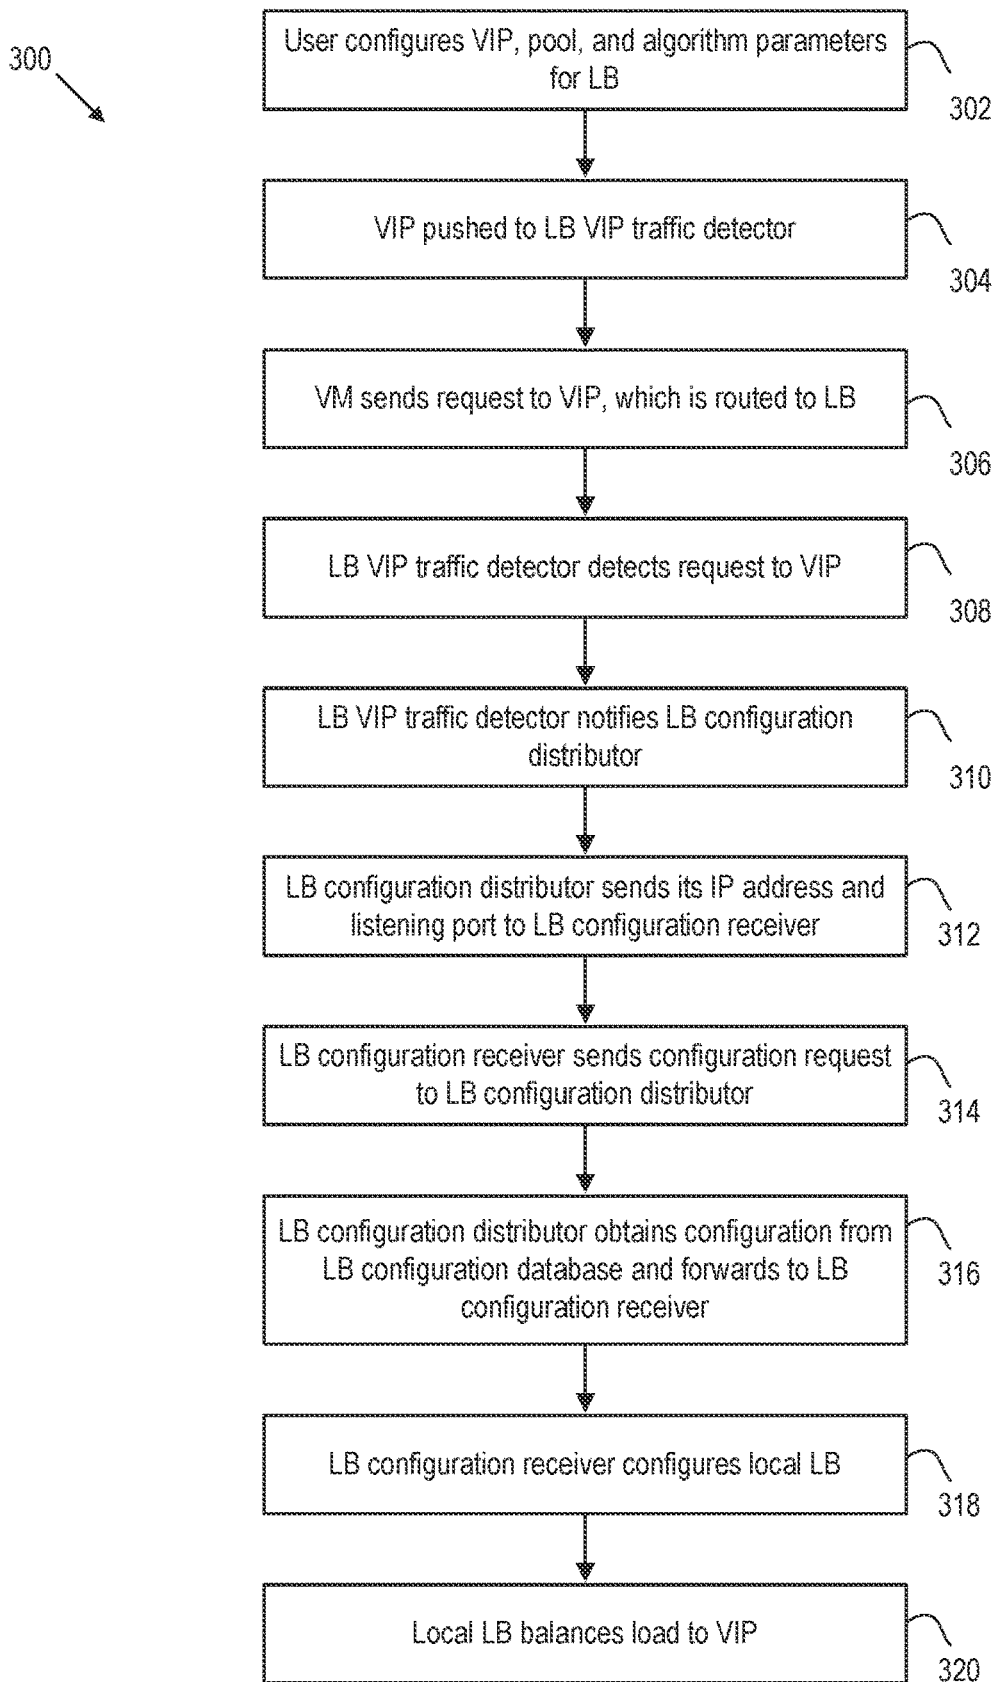 300
User configures VIP, pool, and algorithm parameters
for LB
302
VIP pushed to LB VIP traffic detector
304
VM sends request to VIP, which is routed to LB
306
LB VIP traffic detector detects request to VIP
308
LB VIP traffic detector notifies LB configuration
distributor
310
LB configuration distributor sends its IP address and
listening port to LB configuration receiver
312
LB configuration receiver sends configuration request
to LB configuration distributor
314
LB configuration distributor obtains configuration from
LB configuration database and forwards to LB
configuration receiver
316
LB configuration receiver configures local LB
318
Local LB balances load to VIP
320